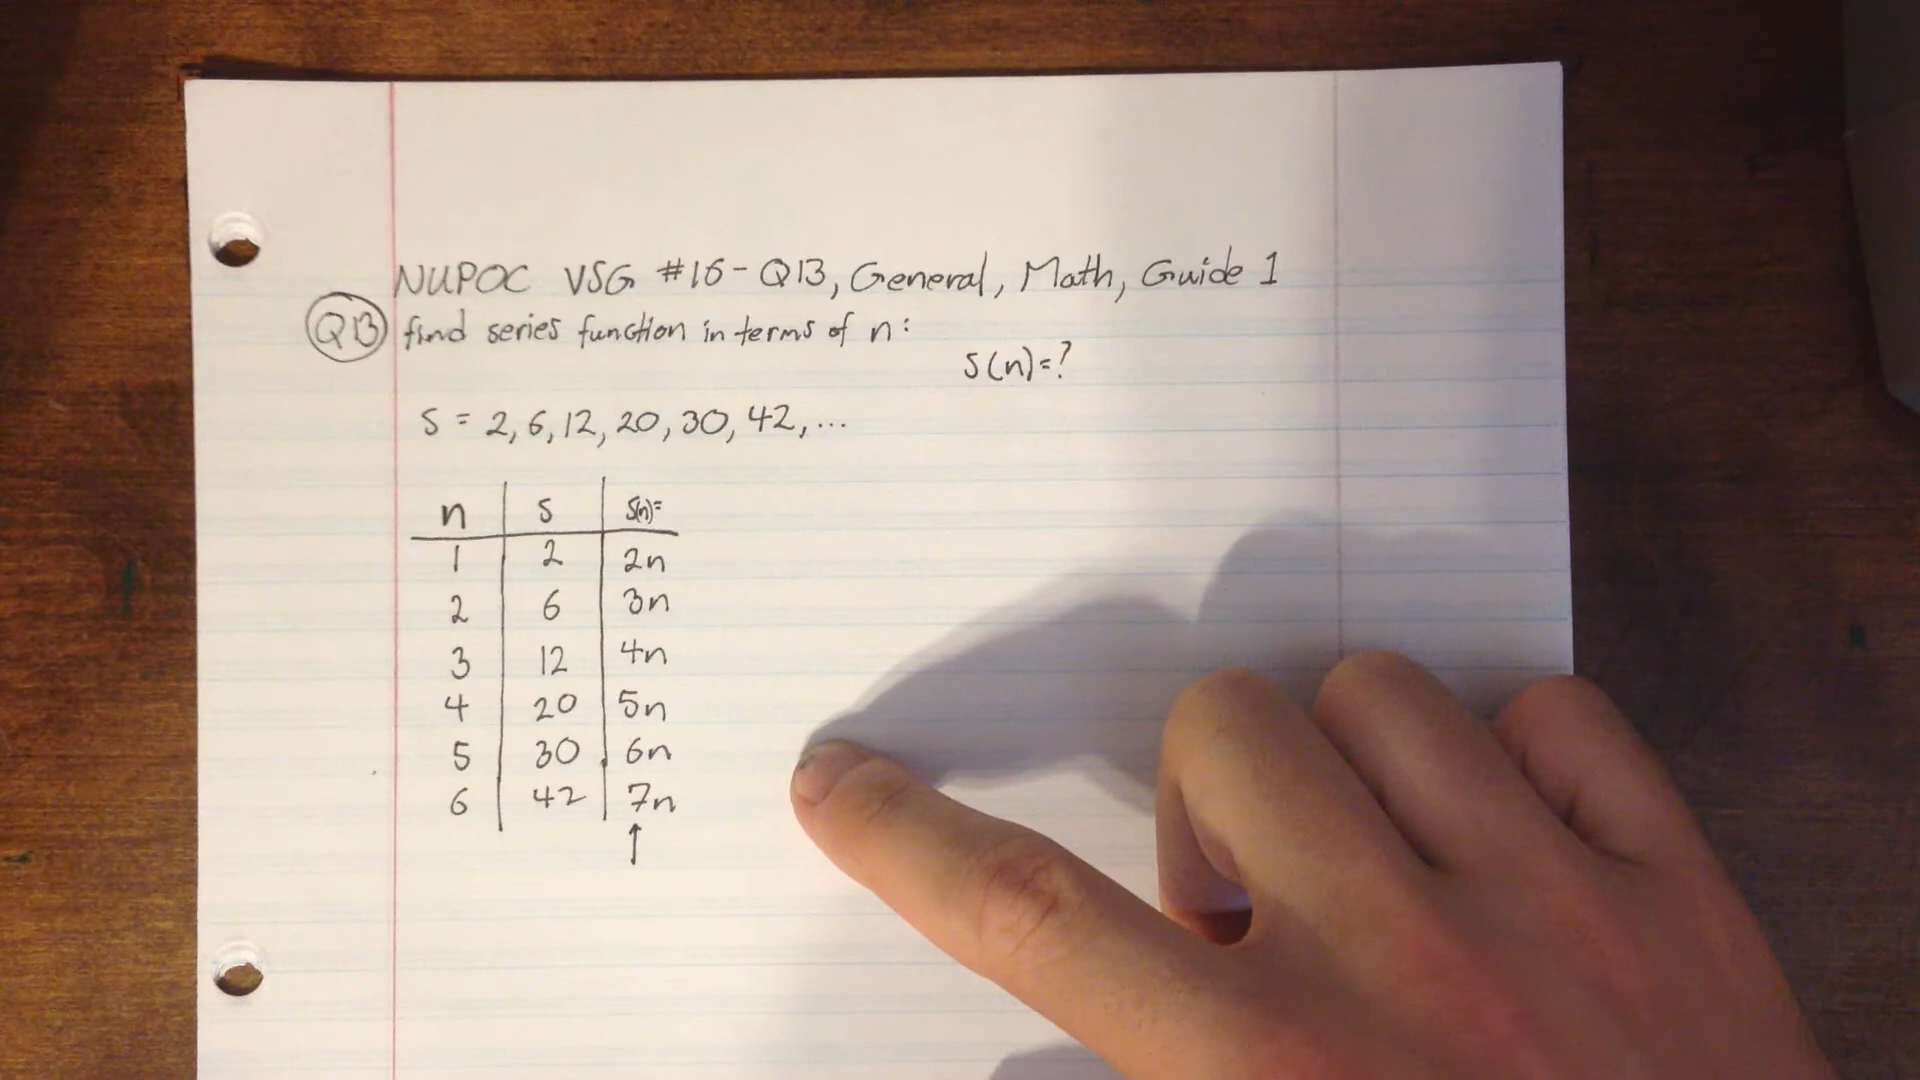 NUPOC VSG #16-Q13, General, Math, Guide 1
Q13 find series function in terms of n:
S(n)=?
S = 2, 6, 12, 20, 30, 42, ...
n S S(n)=
1 2 2n
2 6 3n
3 12 4n
4 20 5n
5 30 6n
6 42 7n
↑